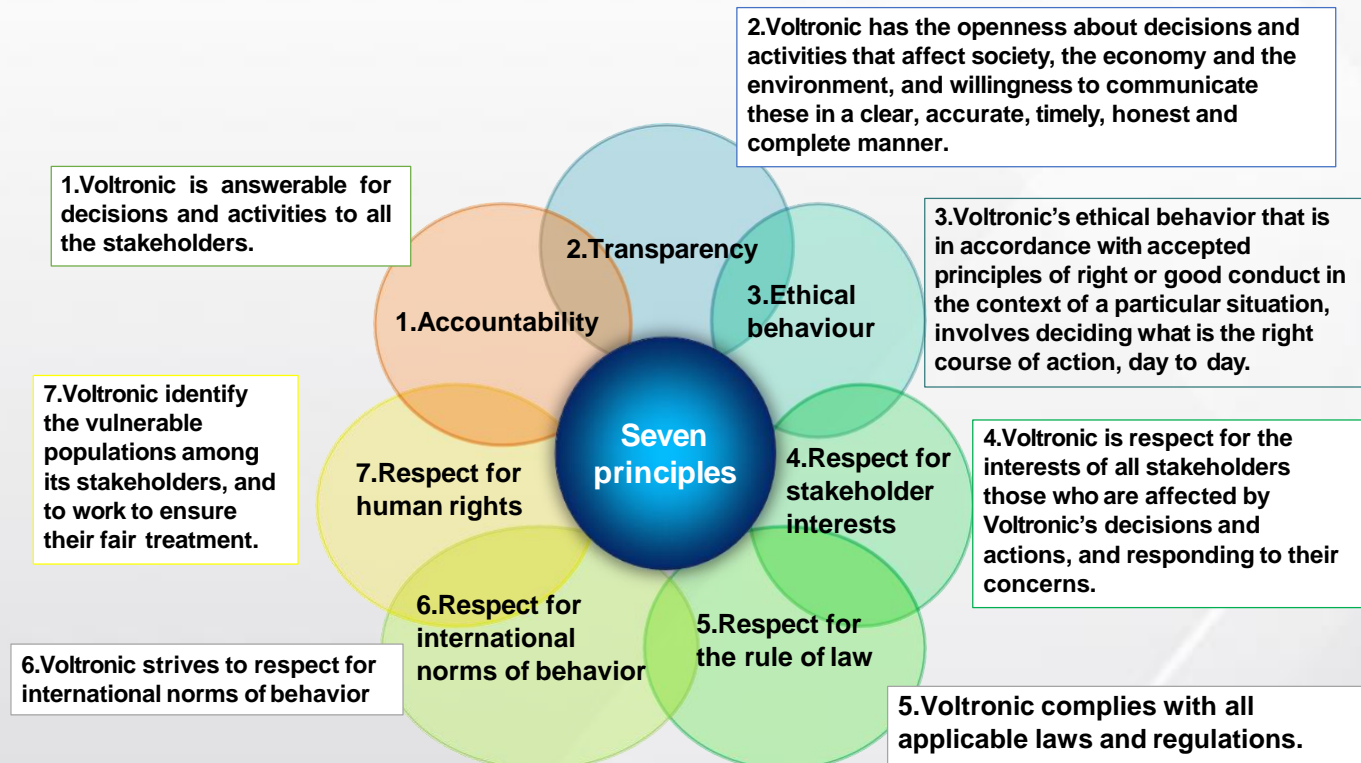 2.Voltronic has the openness about decisions and
activities that affect society, the economy and the
environment, and willingness to communicate
these in a clear, accurate, timely, honest and
complete manner.
1.Voltronic is answerable for
decisions and activities to all
the stakeholders.
2.Transparency
3.Ethical
behaviour
3.Voltronic's ethical behavior that is
in accordance with accepted
principles of right or good conduct in
the context of a particular situation,
involves deciding what is the right
course of action, day to day.
1.Accountability
7.Voltronic identify
the vulnerable
populations among
its stakeholders, and
to work to ensure
their fair treatment.
Seven
principles
7.Respect for
human rights
4.Respect for
stakeholder
interests
4.Voltronic is respect for the
interests of all stakeholders
those who are affected by
Voltronic's decisions and
actions, and responding to their
concerns.
6.Respect for
international
norms of behavior
5.Respect for
the rule of law
6.Voltronic strives to respect for
international norms of behavior
5.Voltronic complies with all
applicable laws and regulations.